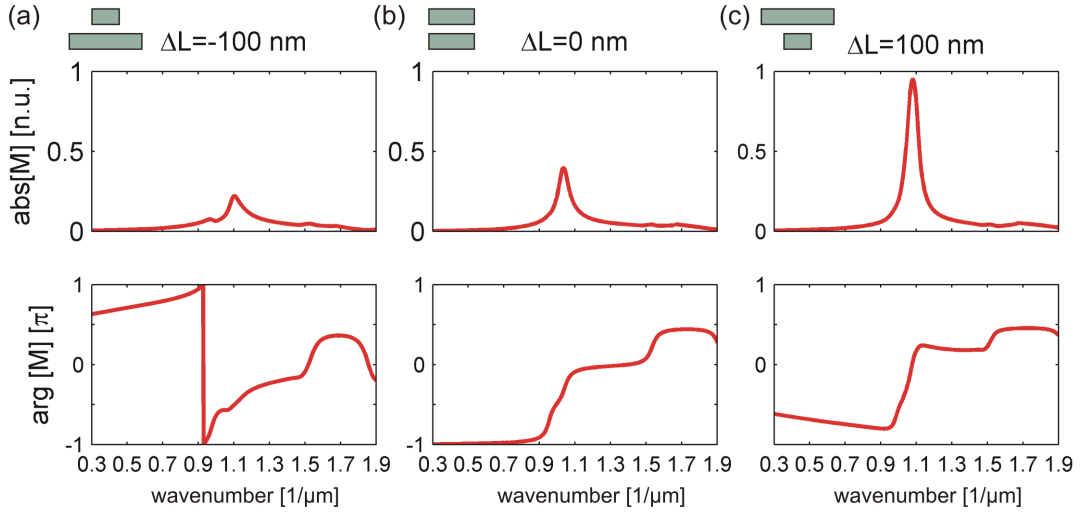 (a)
ΔL=-100 nm
(b)
ΔL=0 nm
(c)
ΔL=100 nm
abs[M] [n.u.]
1
0.5
0
1
0.5
0
1
0.5
0
arg [M] [π]
1
0
-1
0.3 0.5 0.7 0.9 1.1 1.3 1.5 1.7 1.9
wavenumber [1/μm]
1
0
-1
0.3 0.5 0.7 0.9 1.1 1.3 1.5 1.7 1.9
wavenumber [1/μm]
1
0
-1
0.3 0.5 0.7 0.9 1.1 1.3 1.5 1.7 1.9
wavenumber [1/μm]